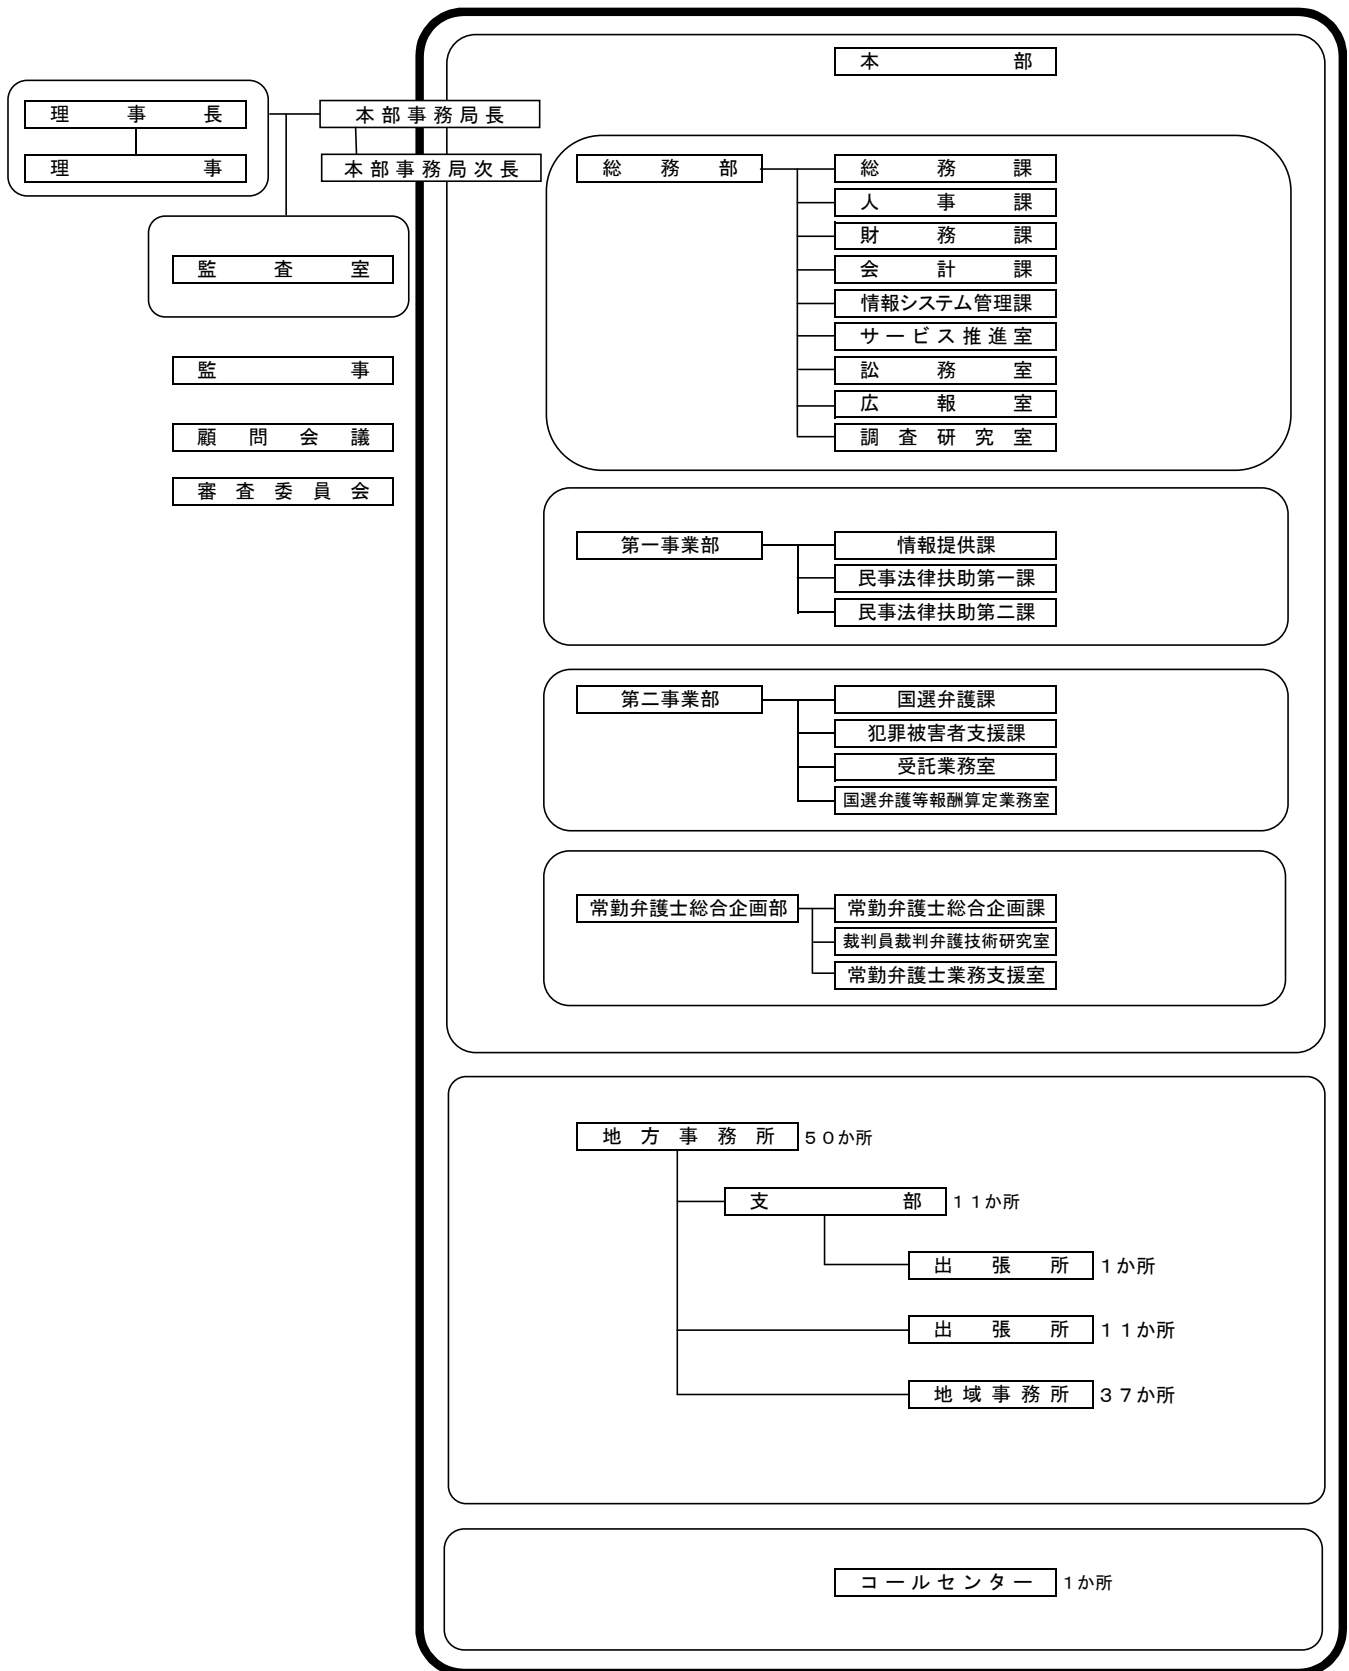 本部
理事長
本部事務局長
理事
本部事務局次長
監査室
監事
顧問会議
審査委員会
総務部
総務課
人事課
財務課
会計課
情報システム管理課
サービス推進室
訟務室
広報室
調査研究室
第一事業部
情報提供課
民事法律扶助第一課
民事法律扶助第二課
第二事業部
国選弁護課
犯罪被害者支援課
受託業務室
国選弁護等報酬算定業務室
常勤弁護士総合企画部
常勤弁護士総合企画課
裁判員裁判弁護技術研究室
常勤弁護士業務支援室
地方事務所 ５０か所
支部 １１か所
出張所 １か所
出張所 １１か所
地域事務所 ３７か所
コールセンター １か所